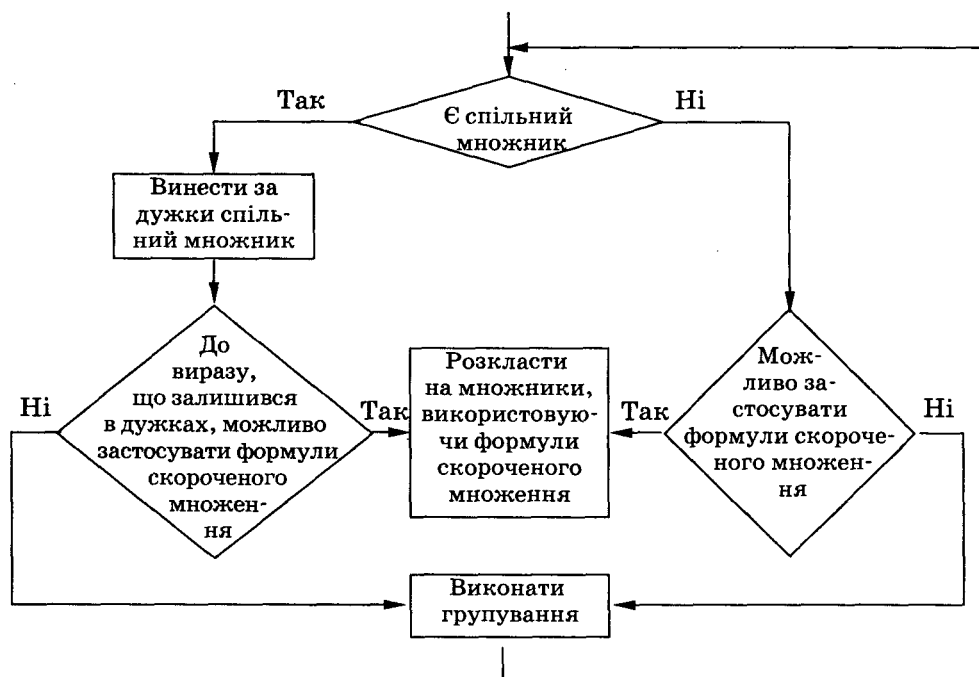 Так
Ні
Є спільний
множник
Винести за
дужки спіль-
ний множник
До
виразу,
що залишився
в дужках, можливо
застосувати формули
скороченого
множен-
ня
Ні
Так
Розкласти
на множники,
використовую-
чи формули
скороченого
множення
Так
Мож-
ливо за-
стосувати
формули скороче-
ного множен-
ня
Ні
Виконати
групування